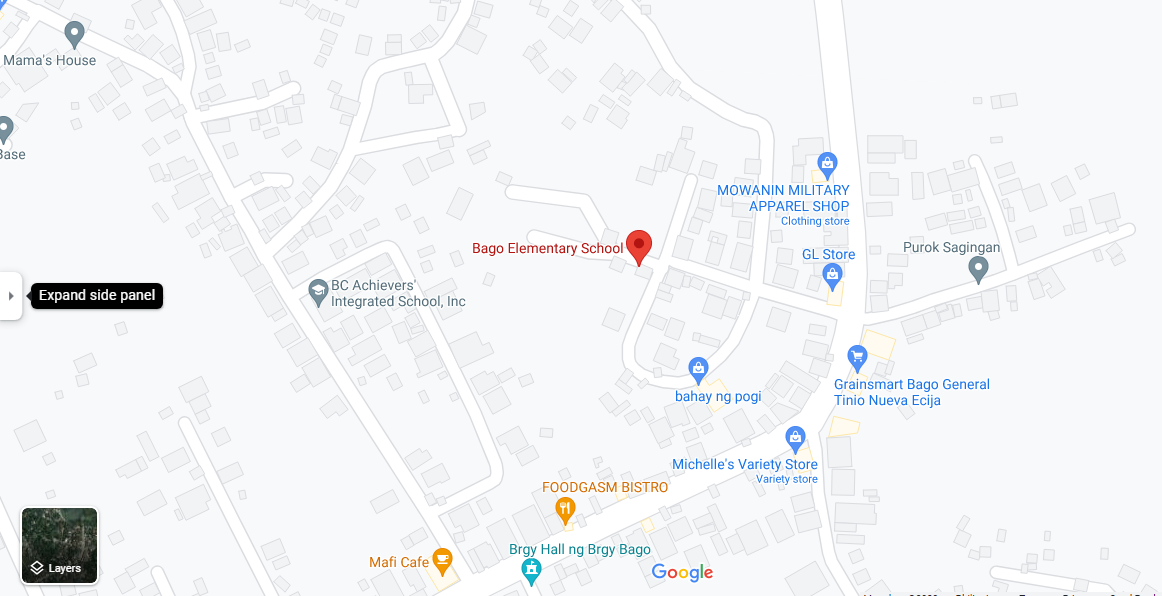 Mama's House
Base
MOWANIN MILITARY
APPAREL SHOP
Clothing store
Bago Elementary School
GL Store
Purok Sagingan
BC Achievers'
Integrated School, Inc
Expand side panel
Grainsmart Bago General
Tinio Nueva Ecija
bahay ng pogi
Michelle's Variety Store
Variety store
FOODGASM BISTRO
Brgy Hall ng Brgy Bago
Mafi Cafe
Layers
Google